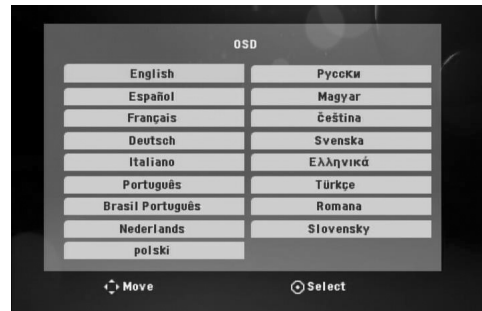 OSD
English
Русски
Español
Magyar
Français
čeština
Deutsch
Svenska
Italiano
Ελληνικά
Português
Türkçe
Brasil Português
Romana
Nederlands
Slovensky
polski
Move
Select